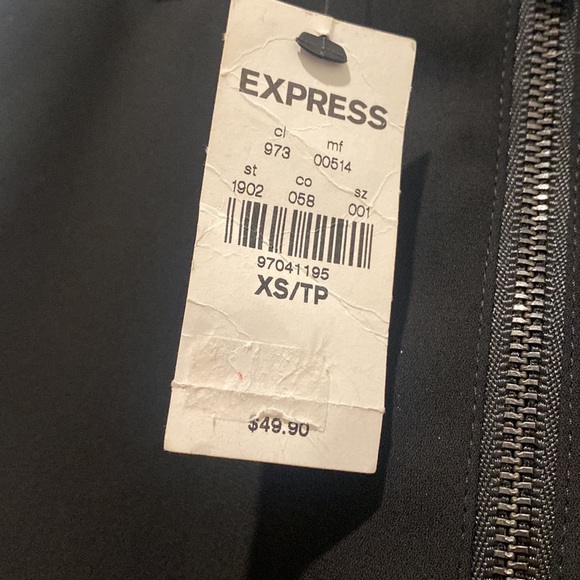 EXPRESS
cl mf
973 00514
st co sz
1902 058 001
97041195
XS/TP
$49.90